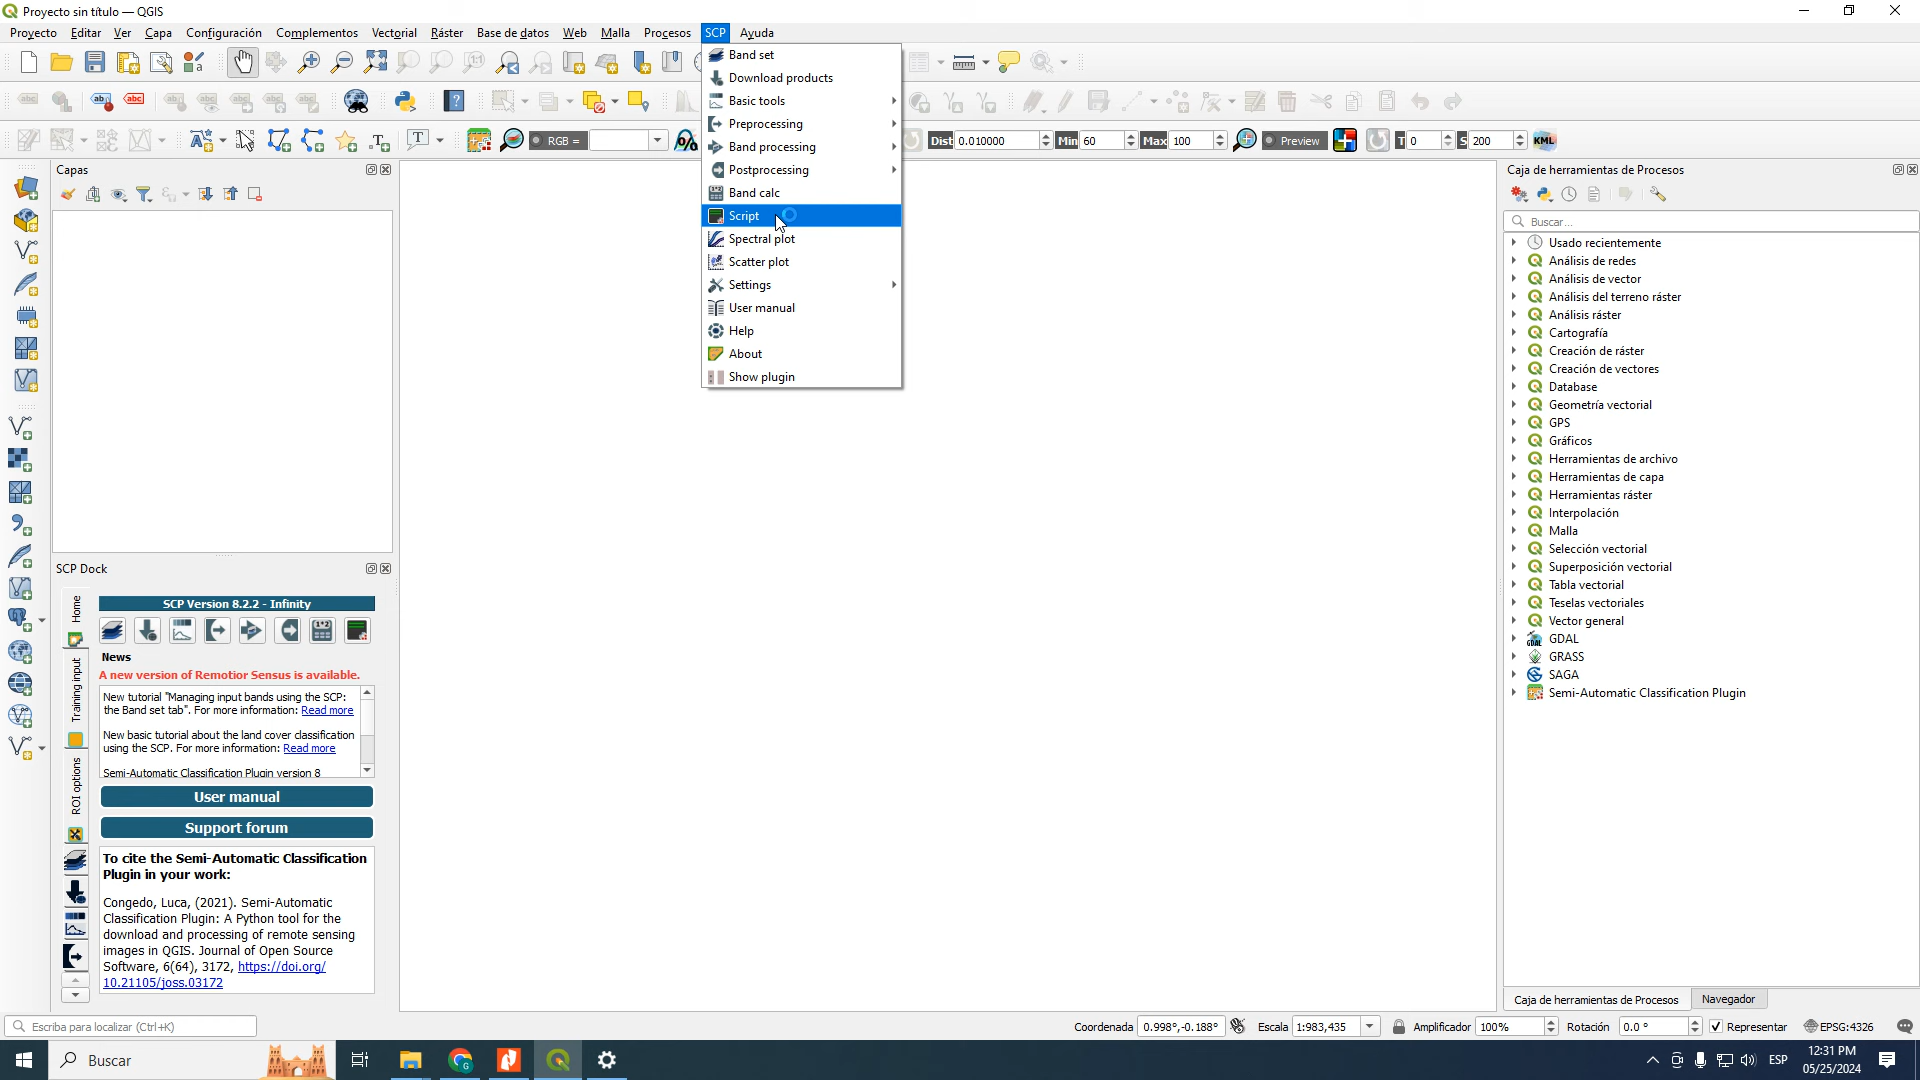 Proyecto sin título — QGIS
Proyecto Editar Ver Capa Configuración Complementos Vectorial Ráster Base de datos Web Malla Procesos SCP Ayuda
Band set
Download products
Basic tools
Preprocessing
Band processing
Postprocessing
Band calc
Script
Spectral plot
Scatter plot
Settings
User manual
Help
About
Show plugin
RGB =
Dist 0.010000 Min 60 Max 100 Preview T 0 S 200 KML
Capas
SCP Dock
Home
Training input
ROI options
SCP Version 8.2.2 - Infinity
News
A new version of Remotior Sensus is available.
New tutorial "Managing input bands using the SCP:
the Band set tab". For more information: Read more
New basic tutorial about the land cover classification
using the SCP. For more information: Read more
Semi-Automatic Classification Plugin version 8
User manual
Support forum
To cite the Semi-Automatic Classification
Plugin in your work:
Congedo, Luca, (2021). Semi-Automatic
Classification Plugin: A Python tool for the
download and processing of remote sensing
images in QGIS. Journal of Open Source
Software, 6(64), 3172, https://doi.org/
10.21105/joss.03172
Caja de herramientas de Procesos
Buscar...
Usado recientemente
Análisis de redes
Análisis de vector
Análisis del terreno ráster
Análisis ráster
Cartografía
Creación de ráster
Creación de vectores
Database
Geometría vectorial
GPS
Gráficos
Herramientas de archivo
Herramientas de capa
Herramientas ráster
Interpolación
Malla
Selección vectorial
Superposición vectorial
Tabla vectorial
Teselas vectoriales
Vector general
GDAL
GRASS
SAGA
Semi-Automatic Classification Plugin
Caja de herramientas de Procesos Navegador
Escriba para localizar (Ctrl+K)
Coordenada 0.998°,-0.188° Escala 1:983,435 Amplificador 100% Rotación 0.0 ° Representar EPSG:4326
Buscar
ESP
12:31 PM
05/25/2024